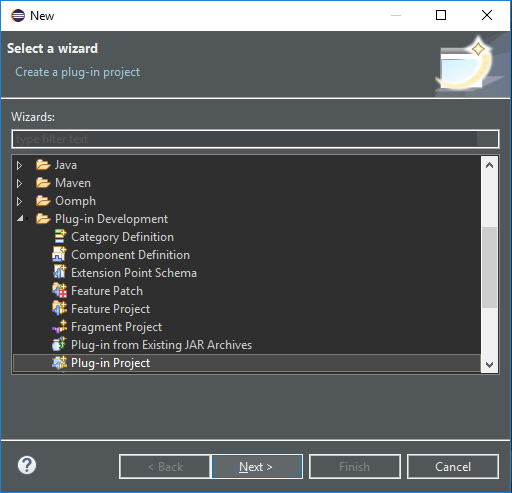 New
Select a wizard
Create a plug-in project
Wizards:
type filter text
Java
Maven
Oomph
Plug-in Development
Category Definition
Component Definition
Extension Point Schema
Feature Patch
Feature Project
Fragment Project
Plug-in from Existing JAR Archives
Plug-in Project
?
< Back
Next >
Finish
Cancel